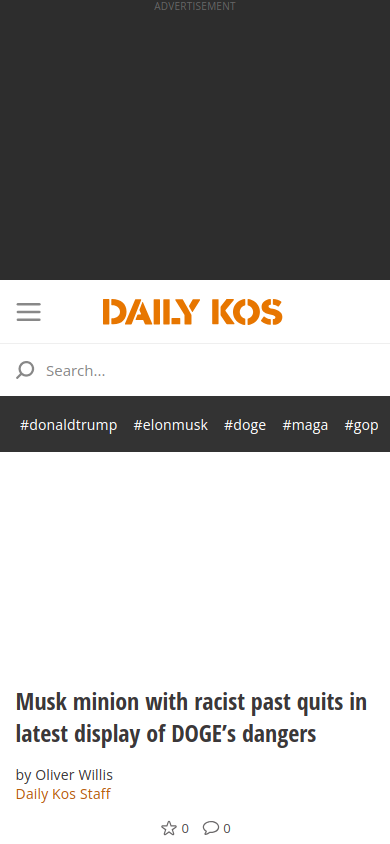 ADVERTISEMENT
DAILY KOS
Search...
#donaldtrump #elonmusk #doge #maga #gop
Musk minion with racist past quits in
latest display of DOGE’s dangers
by Oliver Willis
Daily Kos Staff
0 0